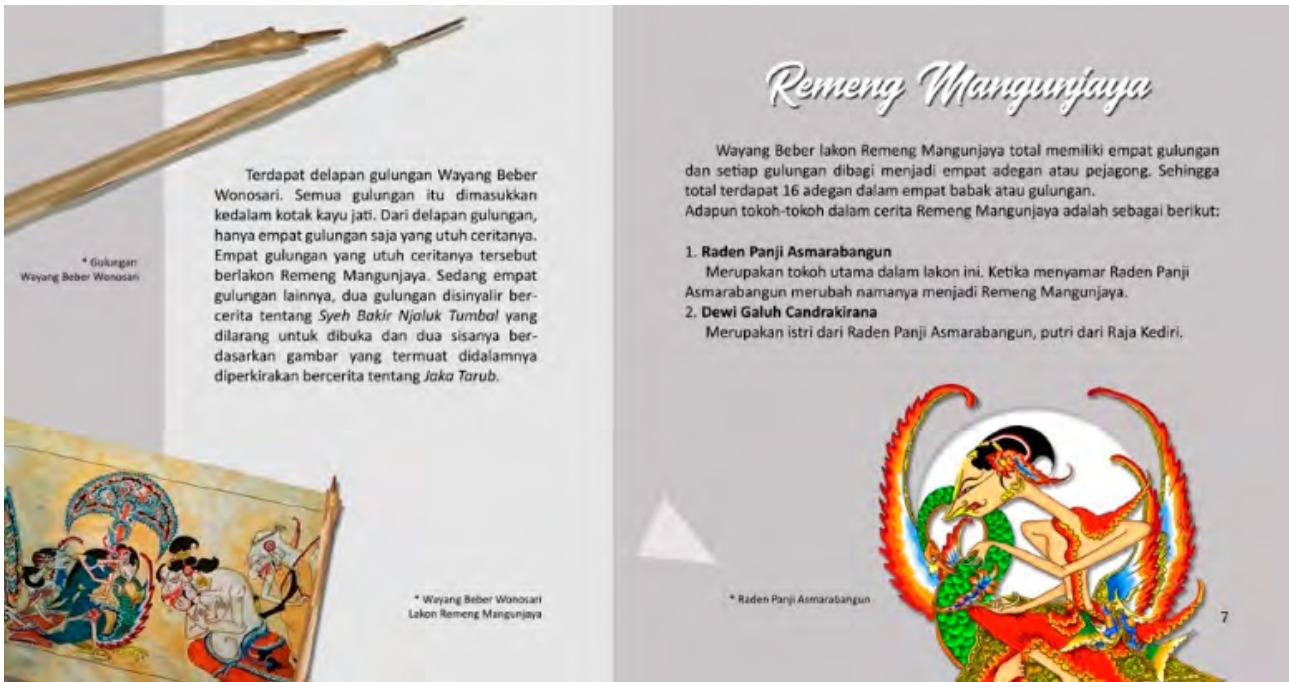 Terdapat delapan gulungan Wayang Beber
Wonosari. Semua gulungan itu dimasukkan
kedalam kotak kayu jati. Dari delapan gulungan,
hanya empat gulungan saja yang utuh ceritanya.
Empat gulungan yang utuh ceritanya tersebut
berlakon Remeng Mangunjaya. Sedang empat
gulungan lainnya, dua gulungan disinyalir ber-
cerita tentang Syeh Bakir Njaluk Tumbal yang
dilarang untuk dibuka dan dua sisanya ber-
dasarkan gambar yang termuat didalamnya
diperkirakan bercerita tentang Jaka Tarub.
* Gulungan
Wayang Beber Wonosari
* Wayang Beber Wonosari
Lakon Remeng Mangunjaya
Remeng Mangunjaya
Wayang Beber lakon Remeng Mangunjaya total memiliki empat gulungan
dan setiap gulungan dibagi menjadi empat adegan atau pejagong. Sehingga
total terdapat 16 adegan dalam empat babak atau gulungan.
Adapun tokoh-tokoh dalam cerita Remeng Mangunjaya adalah sebagai berikut:
1. Raden Panji Asmarabangun
Merupakan tokoh utama dalam lakon ini. Ketika menyamar Raden Panji
Asmarabangun merubah namanya menjadi Remeng Mangunjaya.
2. Dewi Galuh Candrakirana
Merupakan istri dari Raden Panji Asmarabangun, putri dari Raja Kediri.
* Raden Panji Asmarabangun
7